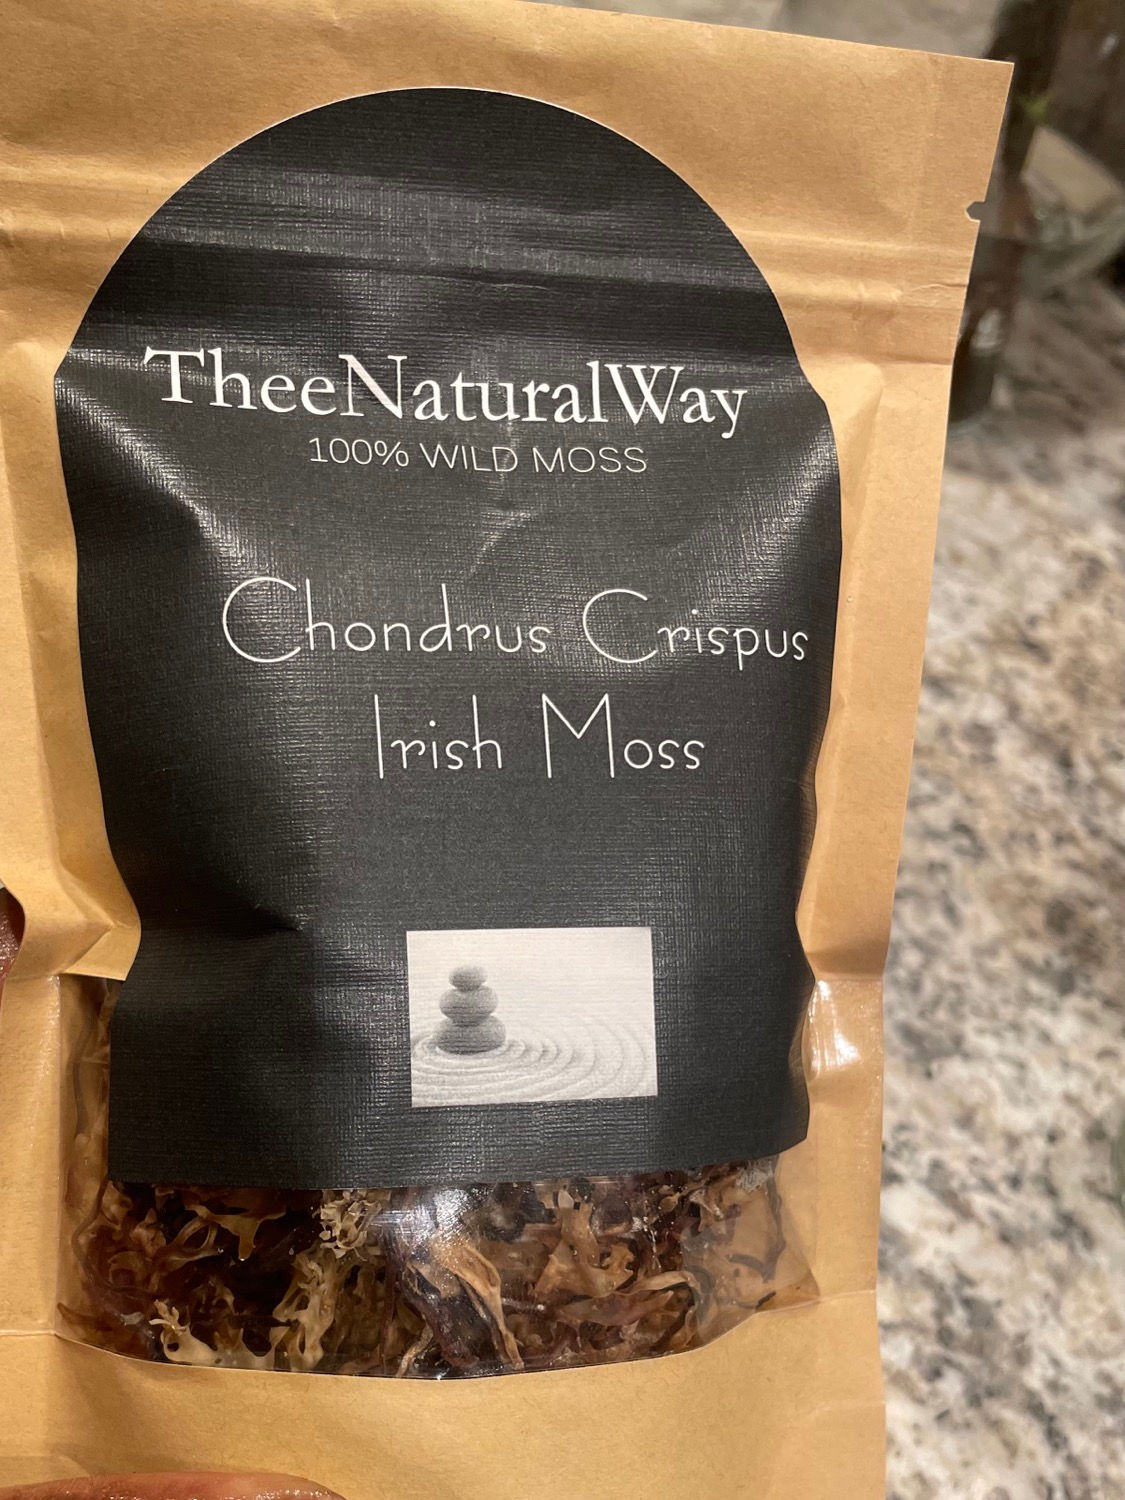 TheeNaturalWay
100% WILD MOSS
Chondrus Crispus
Irish Moss